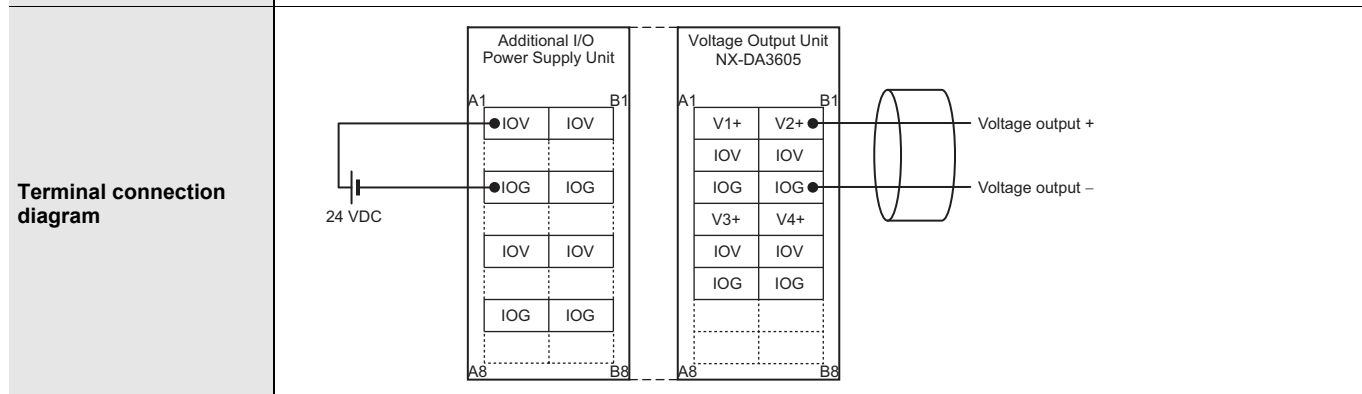 Terminal connection
diagram
Additional I/O
Power Supply Unit
A1 B1
IOV IOV
IOG IOG
IOV IOV
IOG IOG
A8 B8
24 VDC
Voltage Output Unit
NX-DA3605
A1 B1
V1+ V2+
IOV IOV
IOG IOG
V3+ V4+
IOV IOV
IOG IOG
A8 B8
Voltage output +
Voltage output −